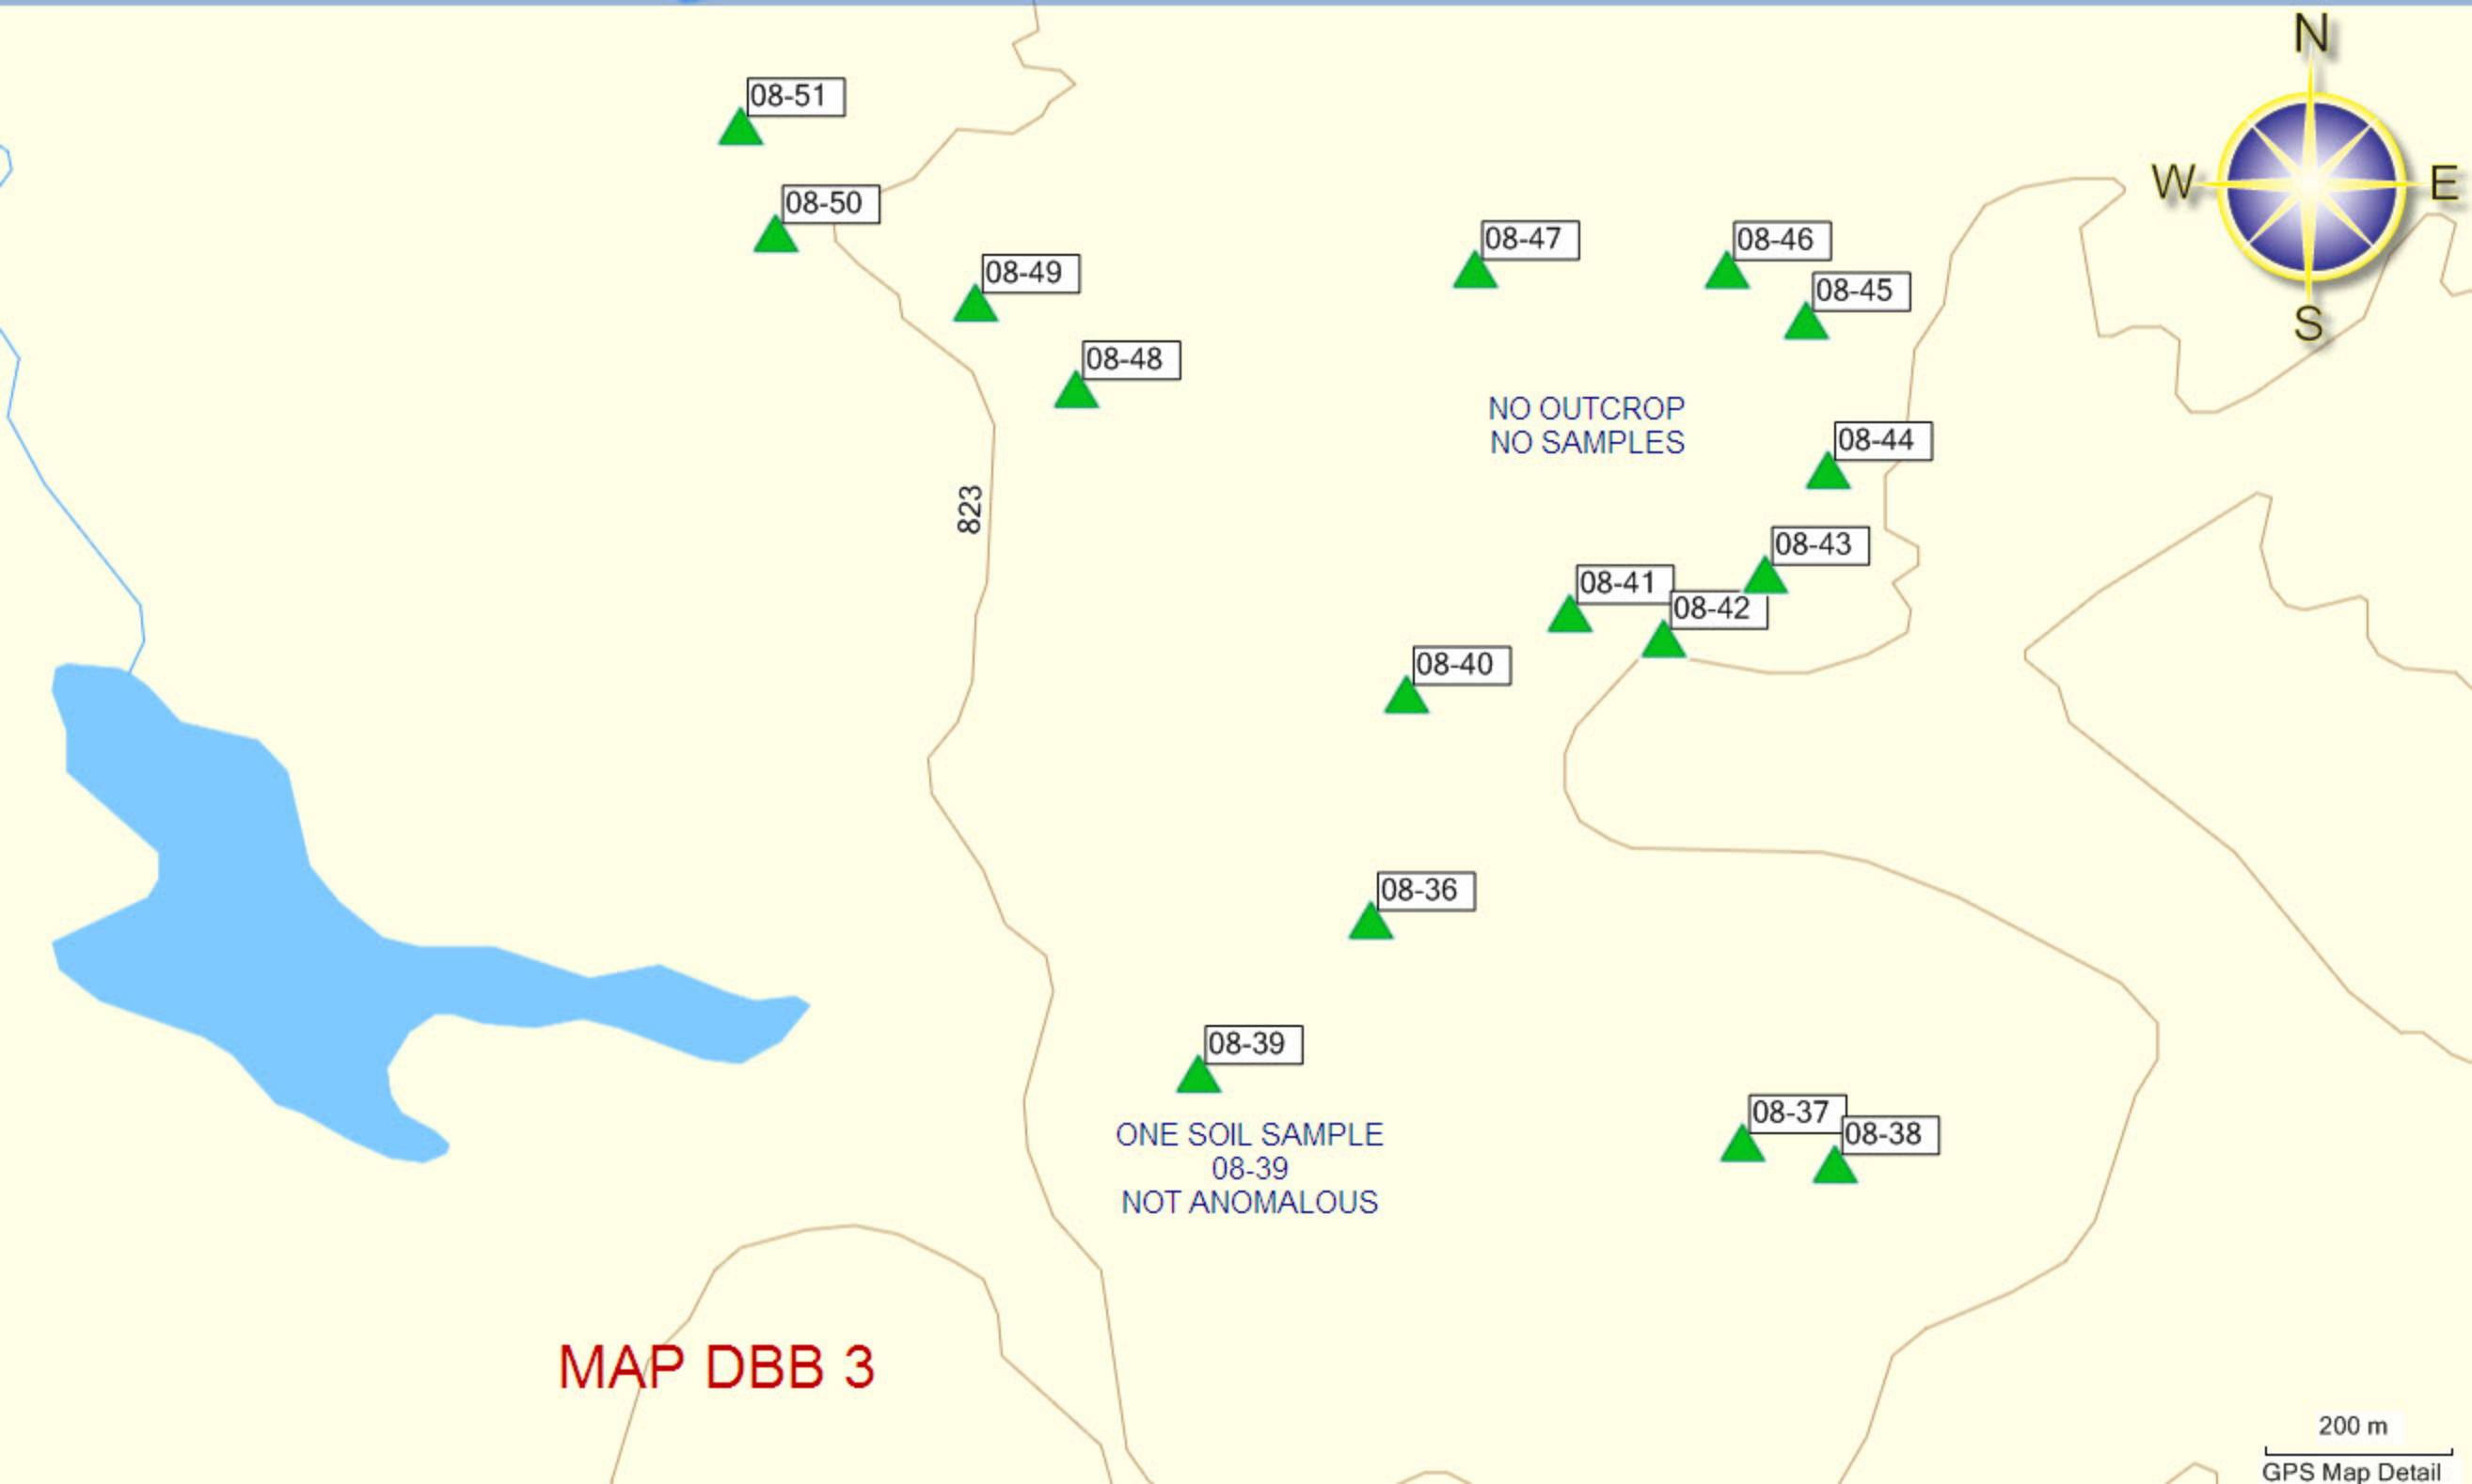 N
08-51
W
E
08-50
08-47
08-46
08-49
08-45
S
08-48
NO OUTCROP
NO SAMPLES
08-44
823
08-43
08-41
08-42
08-40
08-36
08-39
ONE SOIL SAMPLE
08-39
NOT ANOMALOUS
08-37
08-38
MAP DBB 3
200 m
GPS Map Detail